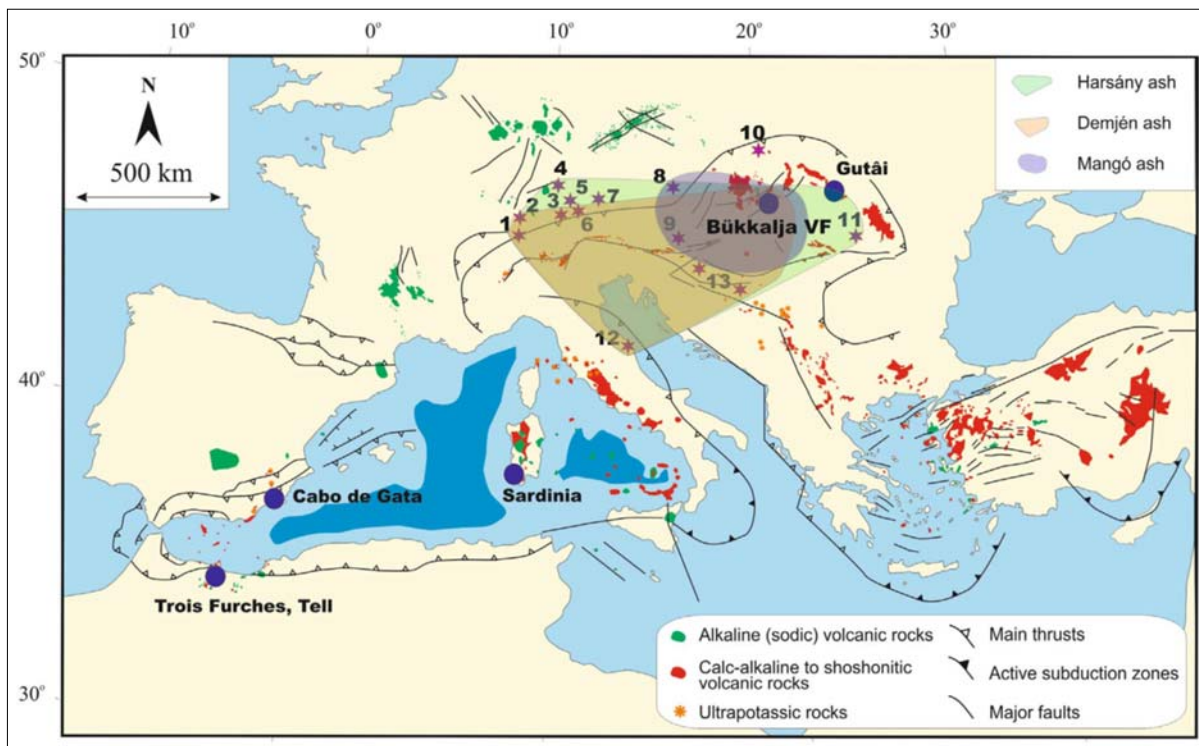 10° 0° 10° 20° 30°
50°
N
500 km
Harsány ash
Demjén ash
Mangó ash
10
4
8
Gutâi
5
7
3
2
6
1
9
Bükkalja VF
11
13
12
40°
Cabo de Gata
Sardinia
Trois Furches, Tell
30°
Alkaline (sodic) volcanic rocks
Main thrusts
Calc-alkaline to shoshonitic
volcanic rocks
Active subduction zones
Ultrapotassic rocks
Major faults